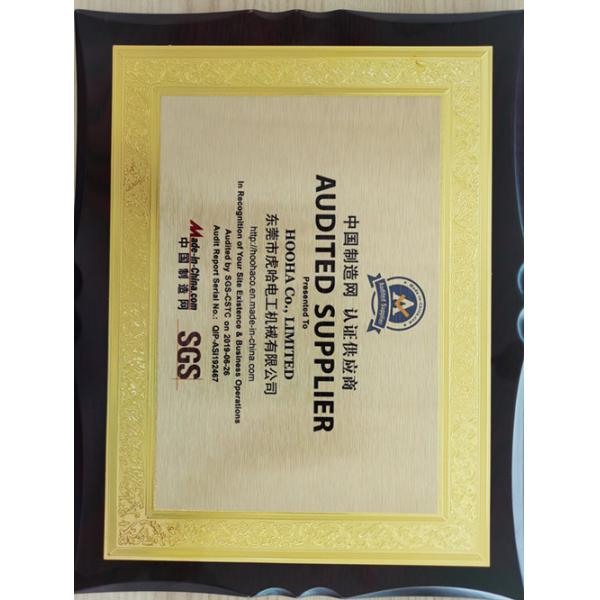 Audited Supplier
中国制造网 认证供应商
AUDITED SUPPLIER
Presented To
HOOHA Co., LIMITED
东莞市虎哈电工机械有限公司
http://hoohaco.en.made-in-china.com
In Recognition of Your Site Existence & Business Operations
Audited by SGS-CSTC on 2019-06-26
Audit Report Serial No.: QIP-ASI192467
Made-in-China.com
中国制造网
SGS